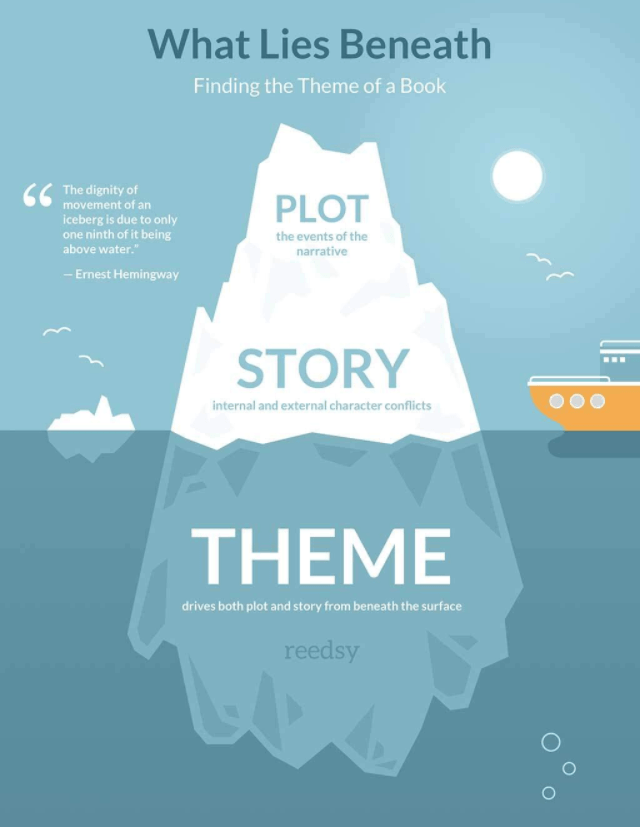 What Lies Beneath
Finding the Theme of a Book
“
The dignity of
movement of an
iceberg is due to only
one ninth of it being
above water.”
— Ernest Hemingway
PLOT
the events of the
narrative
STORY
internal and external character conflicts
THEME
drives both plot and story from beneath the surface
reedsy